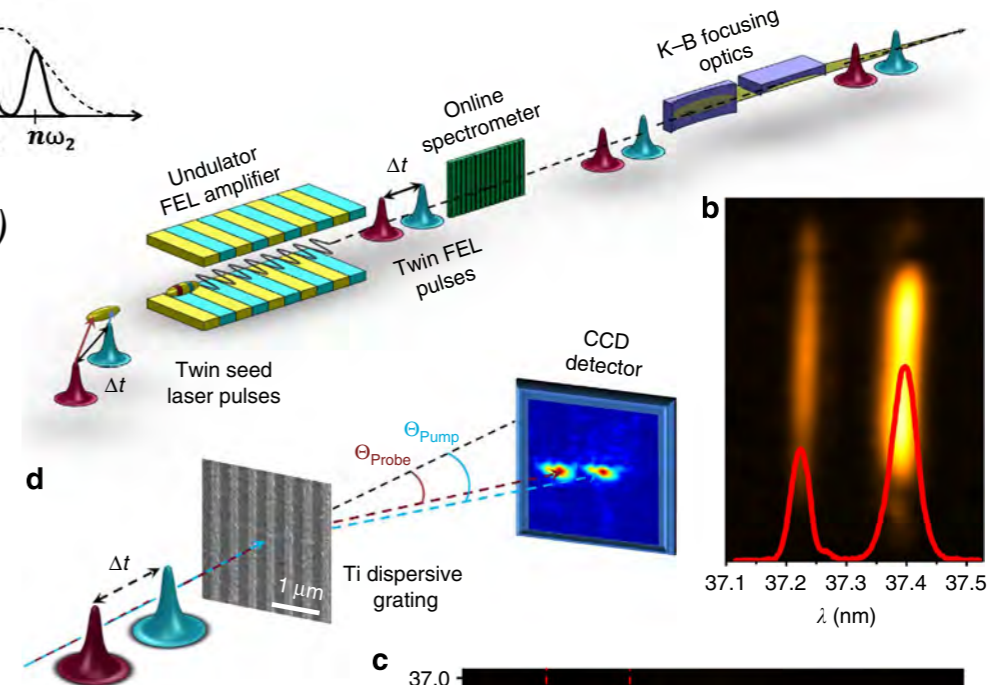 nω₂
)
K–B focusing
optics
Online
spectrometer
Undulator
FEL amplifier
Δt
Twin FEL
pulses
Δt
Twin seed
laser pulses
b
37.1 37.2 37.3 37.4 37.5
λ (nm)
CCD
detector
d
Θ_Pump
Θ_Probe
Δt
1 μm
Ti dispersive
grating
c
37.0